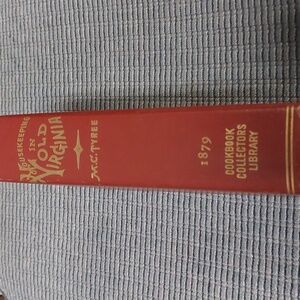 HOUSEKEEPING
IN
OLD
VIRGINIA
M.C. TYREE
1879
COOKBOOK
COLLECTORS
LIBRARY